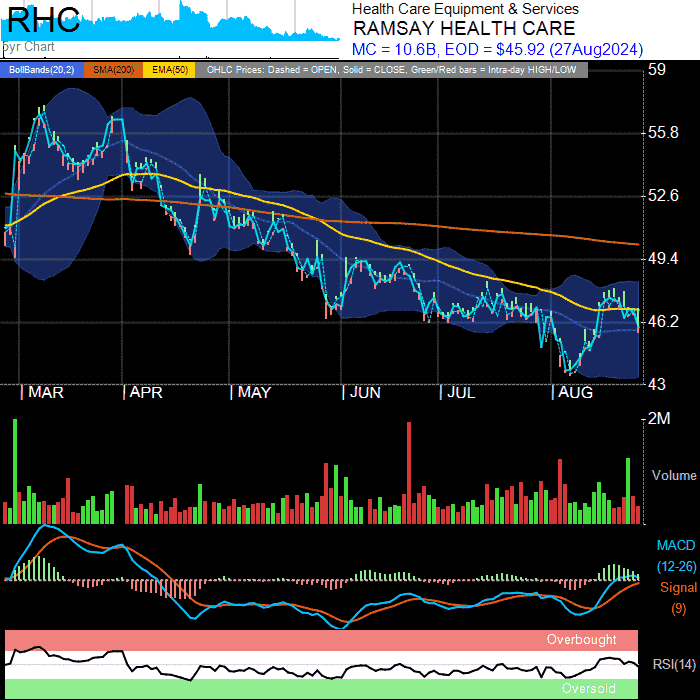 RHC
5yr Chart
Health Care Equipment & Services
RAMSAY HEALTH CARE
MC = 10.6B, EOD = $45.92 (27Aug2024)
BollBands(20,2) SMA(200) EMA(50) OHLC Prices: Dashed = OPEN, Solid = CLOSE, Green/Red bars = Intra-day HIGH/LOW
59
55.8
52.6
49.4
46.2
43
MAR APR MAY JUN JUL AUG
2M
Volume
MACD
(12-26)
Signal
(9)
Overbought
RSI(14)
Oversold